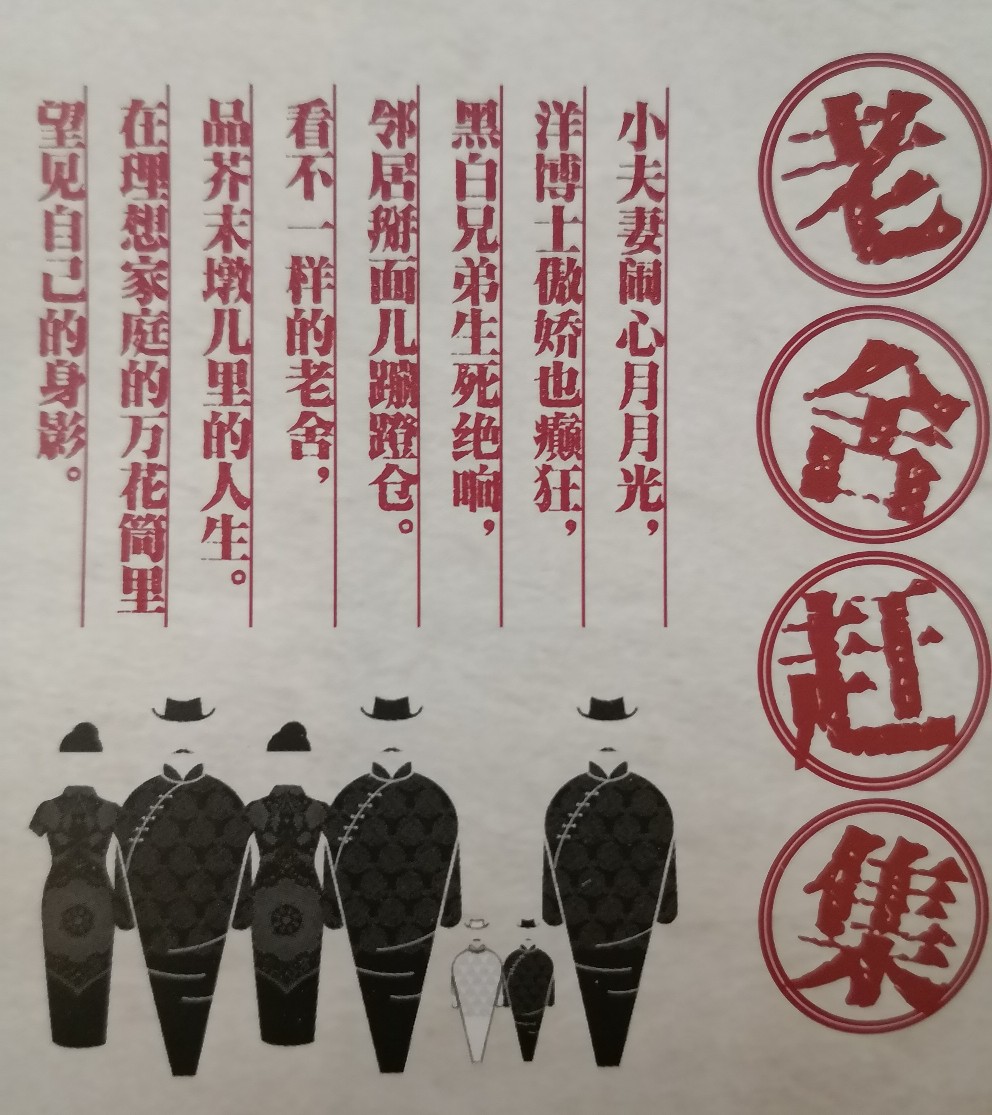 老舍赶集
小夫妻闹心月月光，
洋博士傲娇也癫狂，
黑白兄弟生死绝响，
邻居掰面儿蹦蹬仓。
看不一样的老舍，
品芥末墩儿里的人生。
在理想家庭的万花筒里
望见自己的身影。